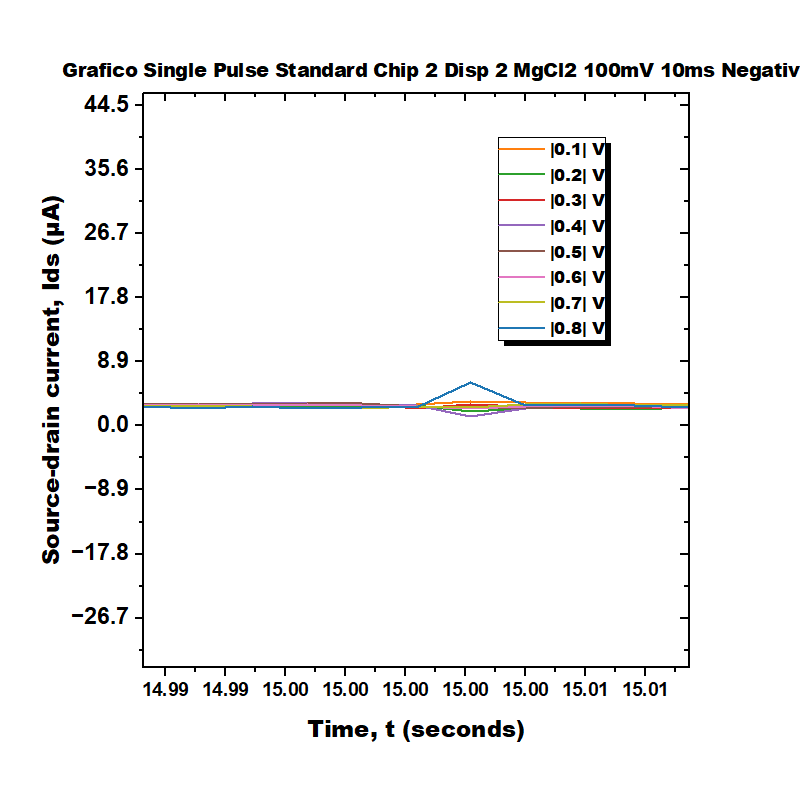 Grafico Single Pulse Standard Chip 2 Disp 2 MgCl2 100mV 10ms Negativ
44.5
35.6
26.7
17.8
8.9
0.0
−8.9
−17.8
−26.7
Source-drain current, Ids (µA)
|0.1| V
|0.2| V
|0.3| V
|0.4| V
|0.5| V
|0.6| V
|0.7| V
|0.8| V
14.99 14.99 15.00 15.00 15.00 15.00 15.00 15.01 15.01
Time, t (seconds)